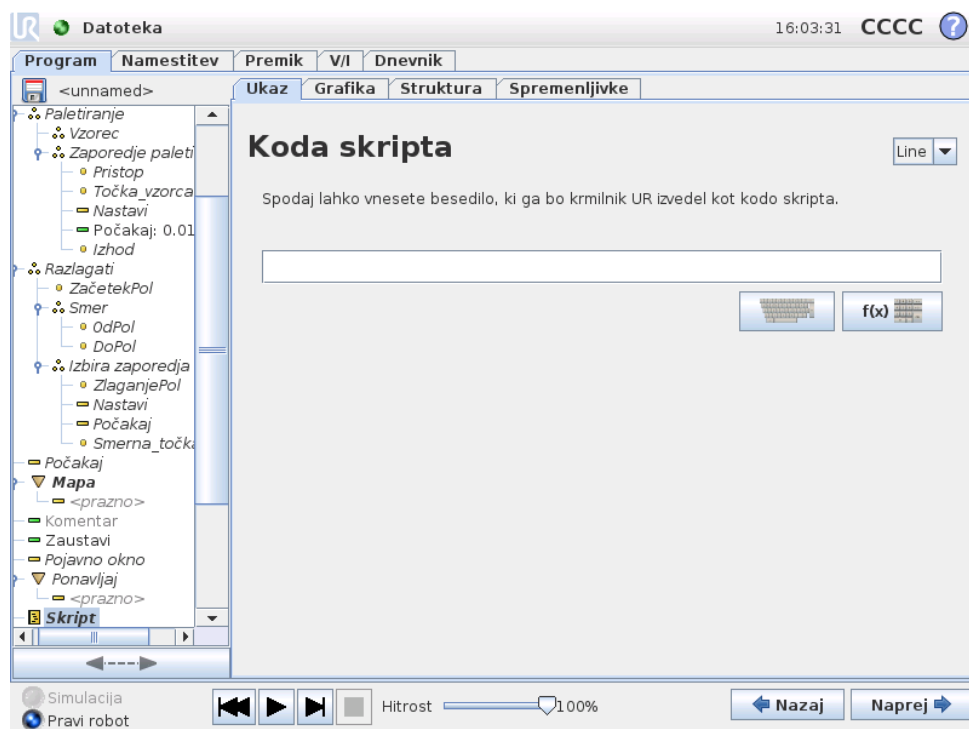 UR Datoteka 16:03:31 CCCC ?
Program Namestitev Premik V/I Dnevnik
<unnamed>
Ukaz Grafika Struktura Spremenljivke
Paletiranje
Vzorec
Zaporedje paleti
Pristop
Točka_vzorca
Nastavi
Počakaj: 0.01
Izhod
Razlagati
ZačetekPol
Smer
OdPol
DoPol
Izbira zaporedja
ZlaganjePol
Nastavi
Počakaj
Smerna_točka
Počakaj
Mapa
<prazno>
Komentar
Zaustavi
Pojavno okno
Ponavljaj
<prazno>
Skript
Koda skripta
Line
Spodaj lahko vnesete besedilo, ki ga bo krmilnik UR izvedel kot kodo skripta.
f(x)
Simulacija
Pravi robot
Hitrost 100%
Nazaj Naprej